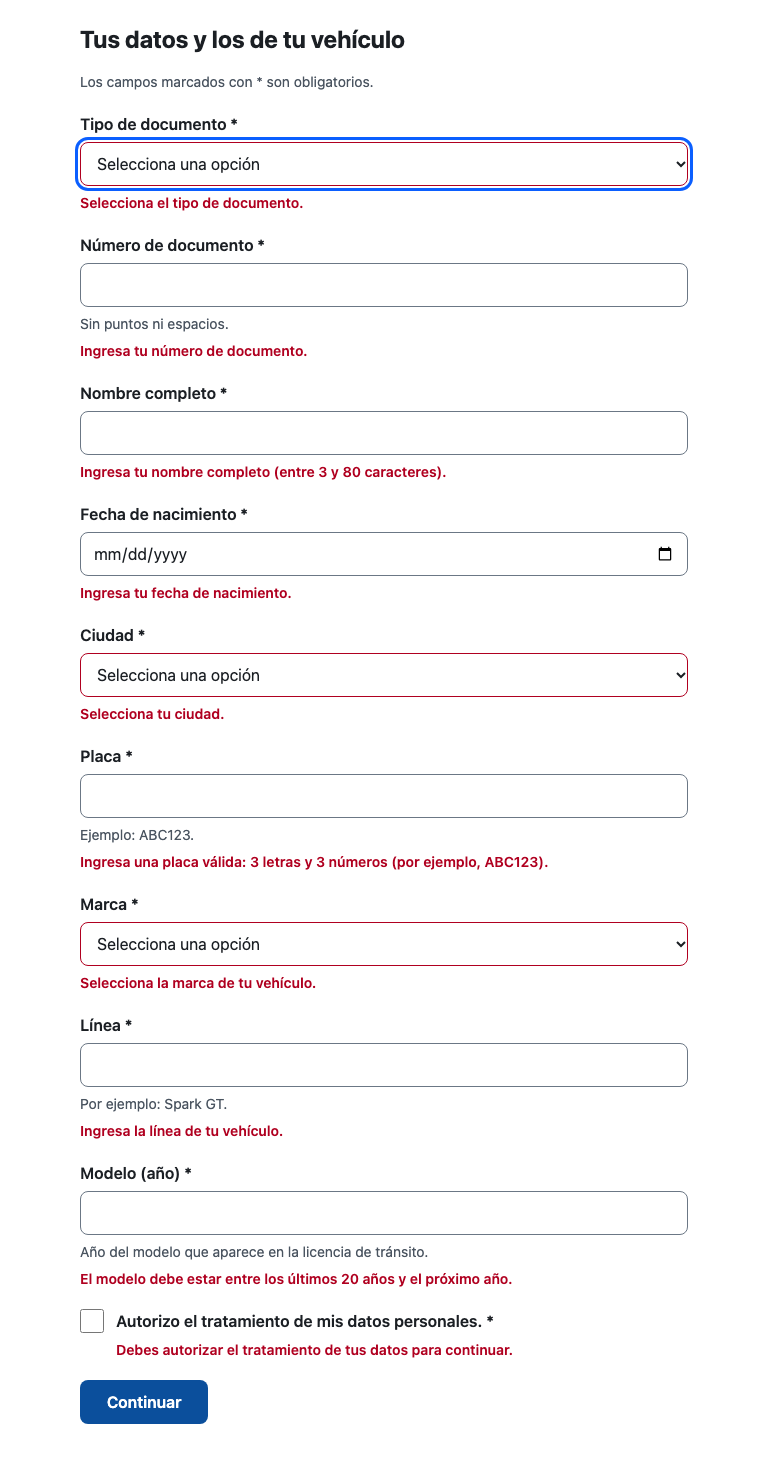 Tus datos y los de tu vehículo
Los campos marcados con * son obligatorios.
Tipo de documento *
Selecciona una opción
Selecciona el tipo de documento.
Número de documento *
Sin puntos ni espacios.
Ingresa tu número de documento.
Nombre completo *
Ingresa tu nombre completo (entre 3 y 80 caracteres).
Fecha de nacimiento *
mm/dd/yyyy
Ingresa tu fecha de nacimiento.
Ciudad *
Selecciona una opción
Selecciona tu ciudad.
Placa *
Ejemplo: ABC123.
Ingresa una placa válida: 3 letras y 3 números (por ejemplo, ABC123).
Marca *
Selecciona una opción
Selecciona la marca de tu vehículo.
Línea *
Por ejemplo: Spark GT.
Ingresa la línea de tu vehículo.
Modelo (año) *
Año del modelo que aparece en la licencia de tránsito.
El modelo debe estar entre los últimos 20 años y el próximo año.
Autorizo el tratamiento de mis datos personales. *
Debes autorizar el tratamiento de tus datos para continuar.
Continuar